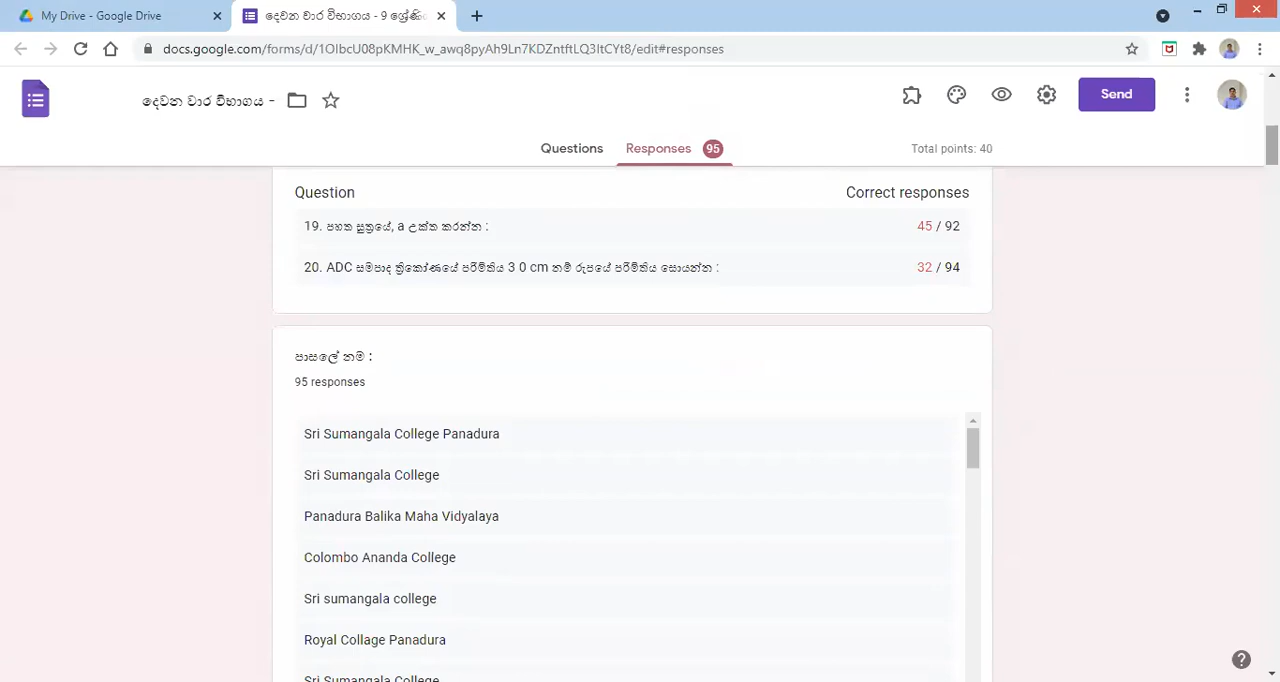 My Drive - Google Drive
දෙවන වාර විභාගය - 9 ශ්‍රේණි
docs.google.com/forms/d/1OlbcU08pKMHK_w_awq8pyAh9Ln7KDZntftLQ3ltCYt8/edit#responses
දෙවන වාර විභාගය -
Send
Questions
Responses 95
Total points: 40
Question
Correct responses
19. පහත සූත්‍රයේ, a උක්ත කරන්න :
45 / 92
20. ADC සමපාද ත්‍රිකෝණයේ පරිමිතිය 3 0 cm නම් රූපයේ පරිමිතිය සොයන්න :
32 / 94
පාසලේ නම :
95 responses
Sri Sumangala College Panadura
Sri Sumangala College
Panadura Balika Maha Vidyalaya
Colombo Ananda College
Sri sumangala college
Royal Collage Panadura
Sri Sumangala College